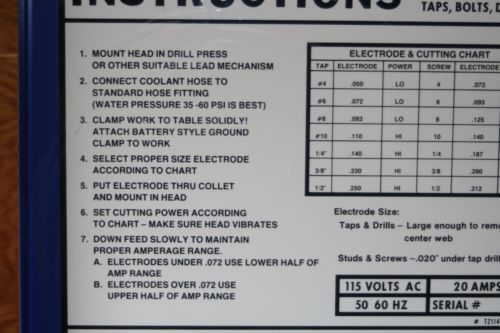 INSTRUCTIONS
TAPS, BOLTS, D
1. MOUNT HEAD IN DRILL PRESS
OR OTHER SUITABLE LEAD MECHANISM
2. CONNECT COOLANT HOSE TO
STANDARD HOSE FITTING
(WATER PRESSURE 35 -60 PSI IS BEST)
3. CLAMP WORK TO TABLE SOLIDLY!
ATTACH BATTERY STYLE GROUND
CLAMP TO WORK
4. SELECT PROPER SIZE ELECTRODE
ACCORDING TO CHART
5. PUT ELECTRODE THRU COLLET
AND MOUNT IN HEAD
6. SET CUTTING POWER ACCORDING
TO CHART – MAKE SURE HEAD VIBRATES
7. DOWN FEED SLOWLY TO MAINTAIN
PROPER AMPERAGE RANGE.
A. ELECTRODES UNDER .072 USE LOWER HALF OF
AMP RANGE
B. ELECTRODES OVER .072 USE
UPPER HALF OF AMP RANGE
ELECTRODE & CUTTING CHART
TAP ELECTRODE POWER SCREW ELECTRODE
#4 .050 LO 4 .072
#6 .072 LO 6 .093
#8 .093 LO 8 .125
#10 .110 HI 10 .140
1/4" .140 HI 1/4 .187
3/8" .230 HI 3/8 .290
1/2" .250 HI 1/2 .312
Electrode Size:
Taps & Drills – Large enough to remo
center web
Studs & Screws –.020" under tap drill
115 VOLTS AC 20 AMPS
50 60 HZ SERIAL#
# TZ114